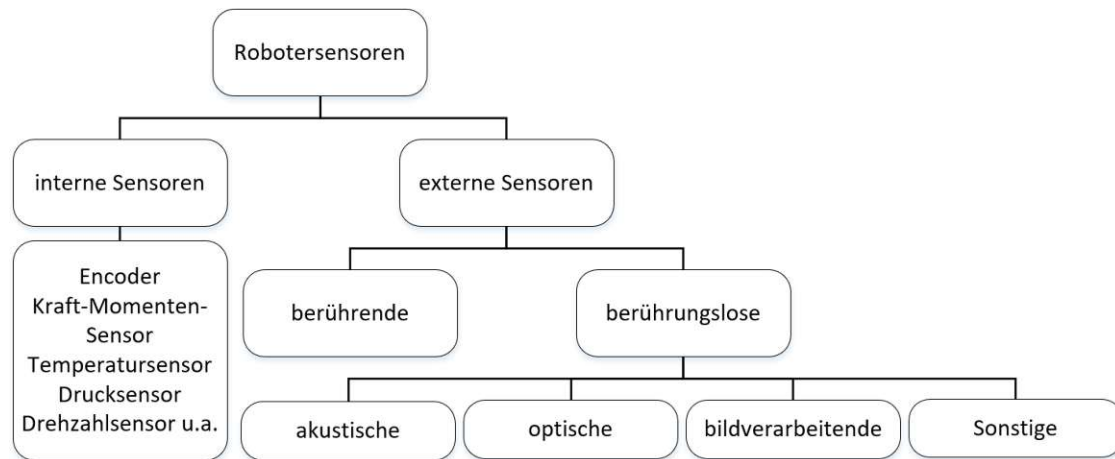 Robotersensoren
interne Sensoren
externe Sensoren
Encoder
Kraft-Momenten-
Sensor
Temperatursensor
Drucksensor
Drehzahlsensor u.a.
berührende
berührungslose
akustische
optische
bildverarbeitende
Sonstige